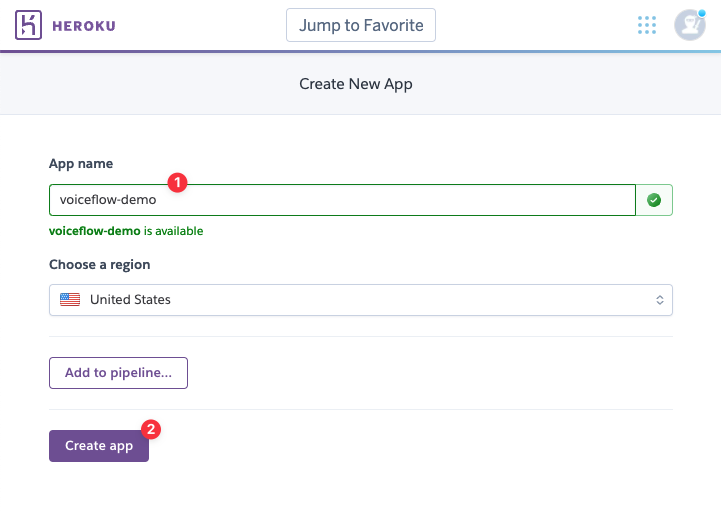 HEROKU
Jump to Favorite
Create New App
App name
1
voiceflow-demo
voiceflow-demo is available
Choose a region
United States
Add to pipeline...
2
Create app